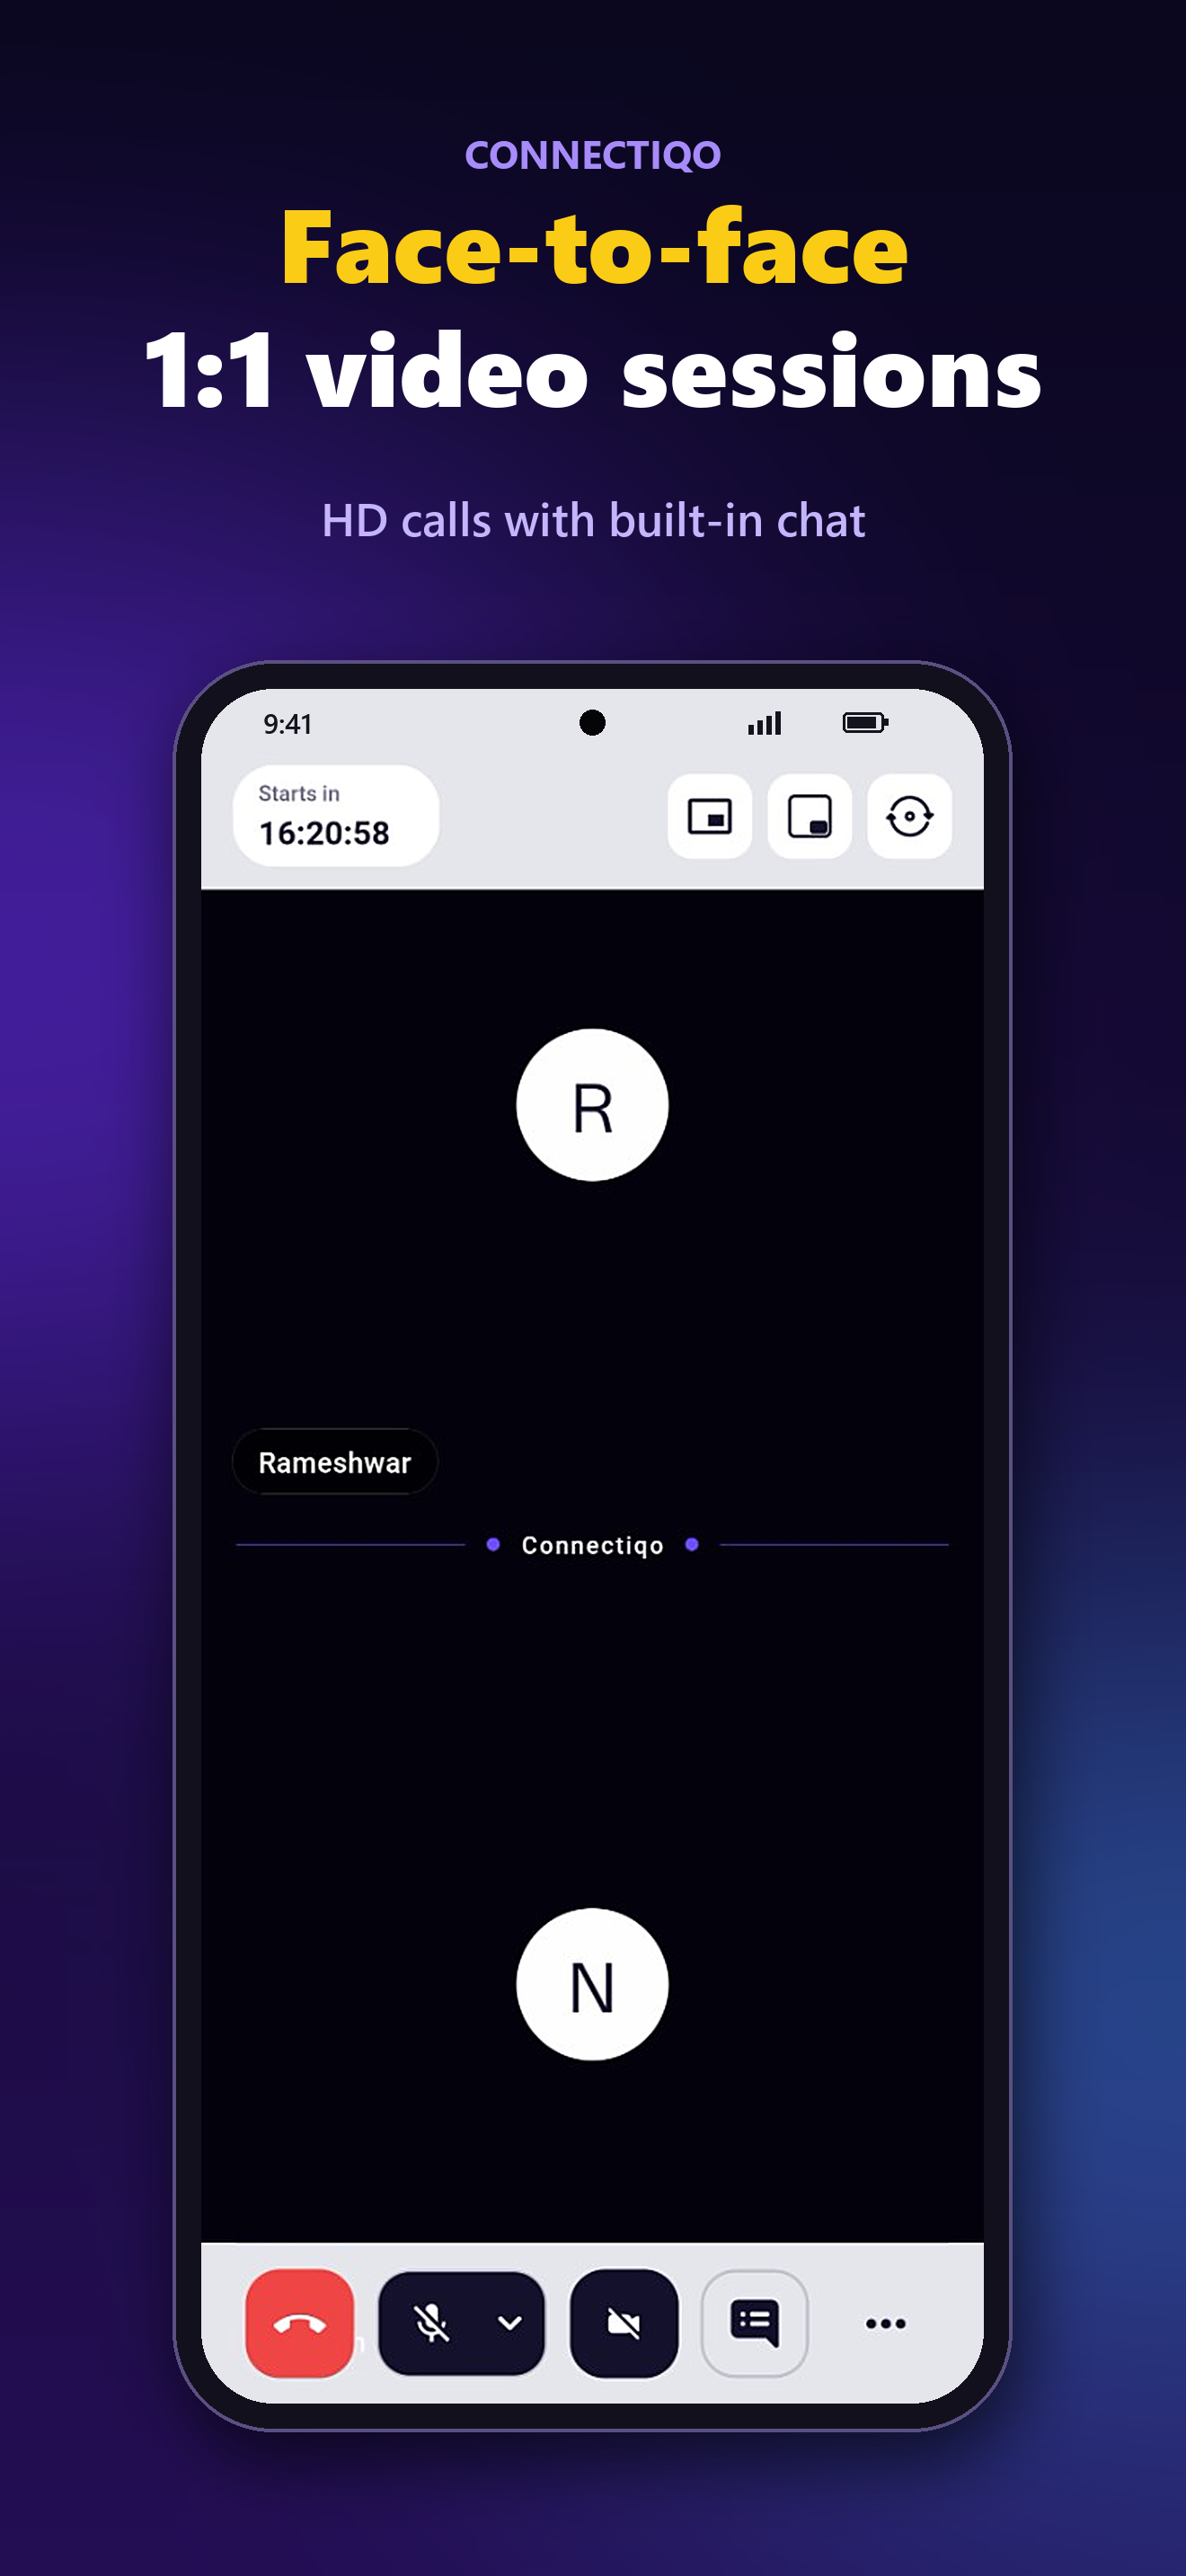 CONNECTIQO
Face-to-face
1:1 video sessions
HD calls with built-in chat
9:41
Starts in
16:20:58
R
Rameshwar
Connectiqo
N